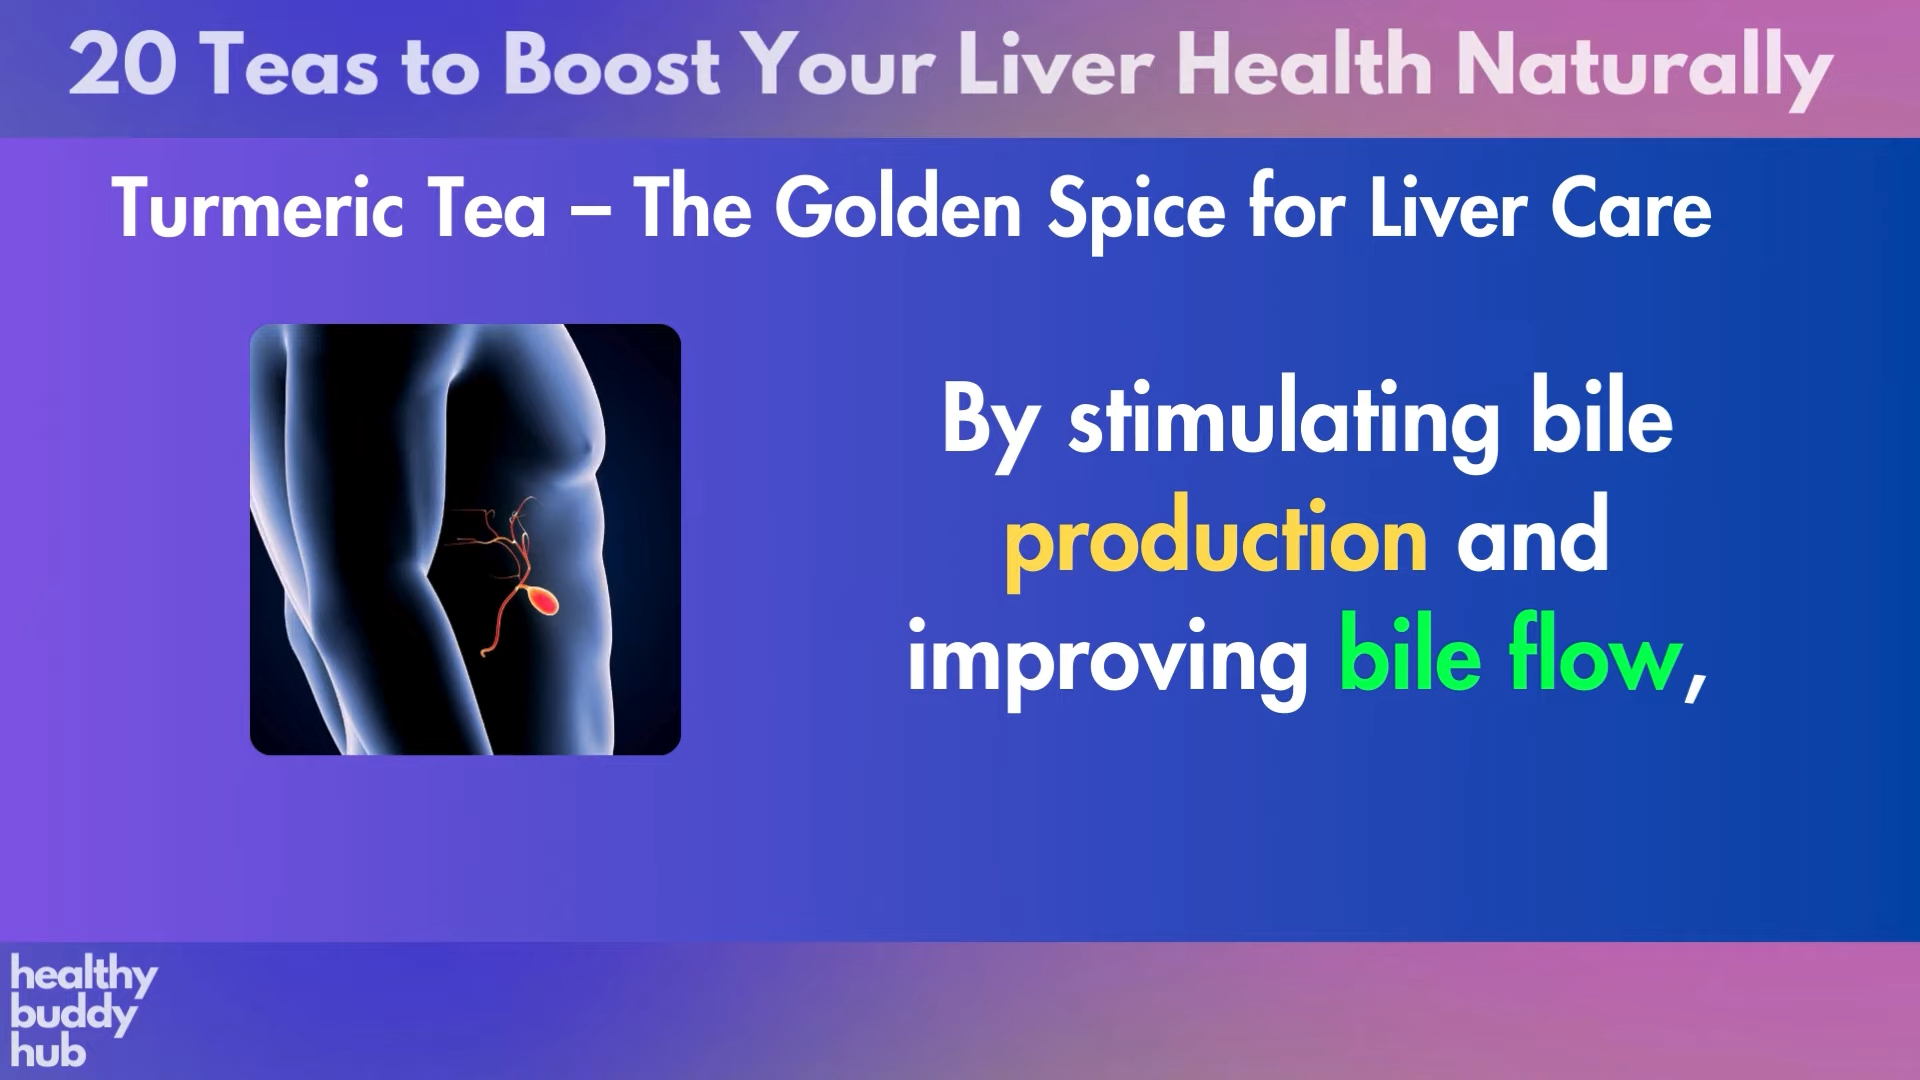 20 Teas to Boost Your Liver Health Naturally
Turmeric Tea – The Golden Spice for Liver Care
By stimulating bile
production and
improving bile flow,
healthy
buddy
hub